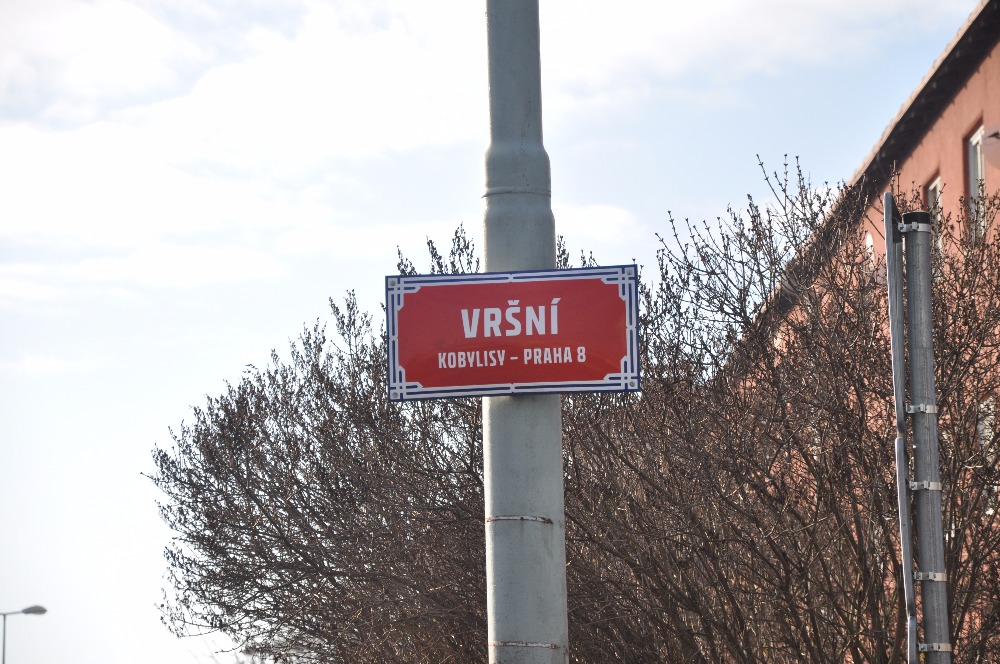 VRŠNÍ
KOBYLISY – PRAHA 8